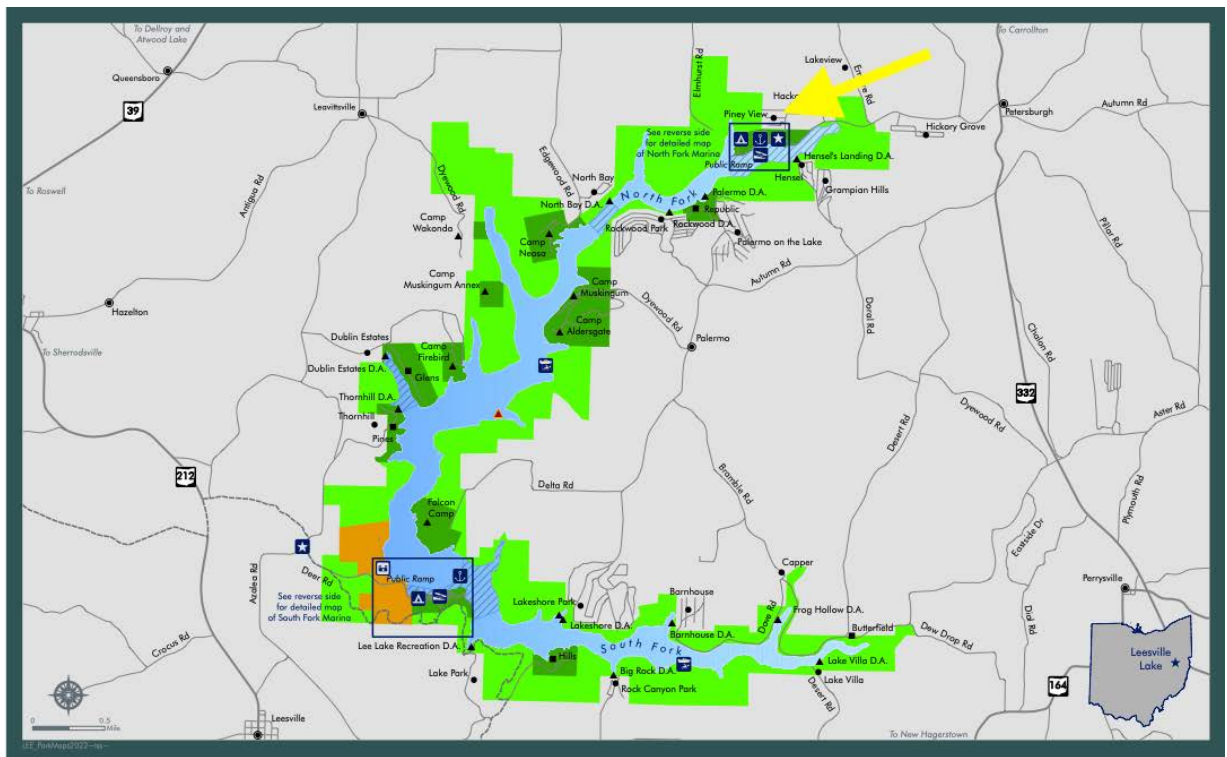 To Dellroy and
Atwood Lake
To Carrollton
Queensboro
39
Leavittsville
Elmhurst Rd
Lakeview
Petersburgh
Autumn Rd
Piney View
Hickory Grove
See reverse side
for detailed map
of North Fork Marina
Public Ramp
Hensel's Landing D.A.
Hensel
Grampian Hills
Edgewood Rd
North Bay
North Bay D.A.
North Fork
Palermo D.A.
Republic
Rockwood Park
Rockwood D.A.
Palermo on the Lake
To Roswell
Antigua Rd
Dyewood Rd
Camp
Wakonda
Camp
Neosa
Autumn Rd
Pillar Rd
Camp
Muskingum Annex
Camp
Muskingum
Hazelton
Dyewood Rd
Doral Rd
Camp
Aldersgate
Palermo
Chalon Rd
To Sherrodsville
Dublin Estates
Camp
Firebird
Dublin Estates D.A.
Glens
332
Thornhill D.A.
Thornhill
Pines
Dyewood Rd
Aster Rd
Desert Rd
212
Delta Rd
Bramble Rd
Falcon
Camp
Plymouth Rd
Eastside Dr
Deer Rd
Public Ramp
Capper
Perrysville
Azalea Rd
See reverse side
for detailed map
of South Fork Marina
Lakeshore Park
Barnhouse
Dove Rd
Frog Hollow D.A.
Lakeshore D.A.
Barnhouse D.A.
Butterfield
Dew Drop Rd
Dial Rd
Crocus Rd
Lee Lake Recreation D.A.
South Fork
Hills
Lake Villa D.A.
Leesville
Lake
Lake Park
Big Rock D.A.
Rock Canyon Park
Lake Villa
Desert Rd
164
0 0.5
Mile
Leesville
To New Hagerstown
LEE_ParkMaps2022